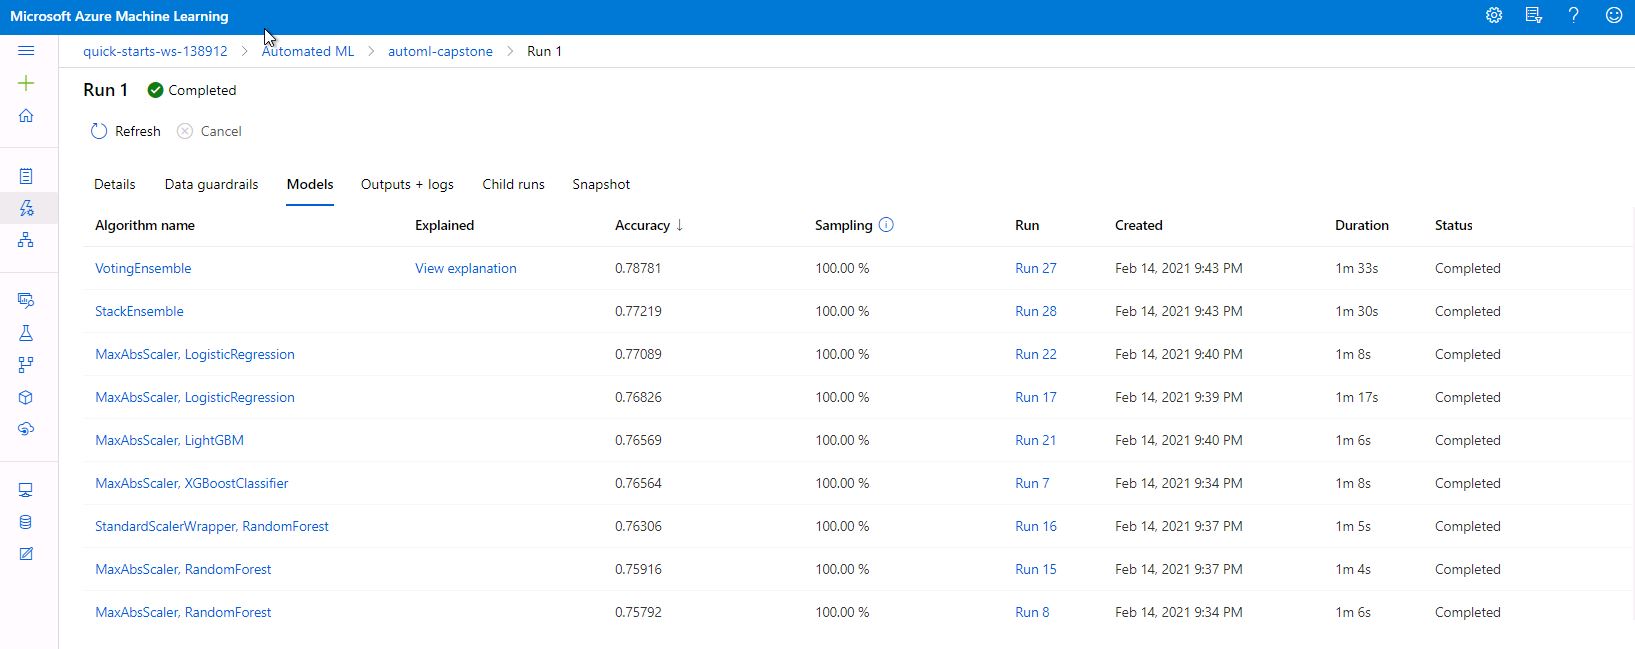 Microsoft Azure Machine Learning
quick-starts-ws-138912 > Automated ML > automl-capstone > Run 1
Run 1 Completed
Refresh Cancel
Details Data guardrails Models Outputs + logs Child runs Snapshot
Algorithm name Explained Accuracy ↓ Sampling Run Created Duration Status
VotingEnsemble View explanation 0.78781 100.00 % Run 27 Feb 14, 2021 9:43 PM 1m 33s Completed
StackEnsemble 0.77219 100.00 % Run 28 Feb 14, 2021 9:43 PM 1m 30s Completed
MaxAbsScaler, LogisticRegression 0.77089 100.00 % Run 22 Feb 14, 2021 9:40 PM 1m 8s Completed
MaxAbsScaler, LogisticRegression 0.76826 100.00 % Run 17 Feb 14, 2021 9:39 PM 1m 17s Completed
MaxAbsScaler, LightGBM 0.76569 100.00 % Run 21 Feb 14, 2021 9:40 PM 1m 6s Completed
MaxAbsScaler, XGBoostClassifier 0.76564 100.00 % Run 7 Feb 14, 2021 9:34 PM 1m 8s Completed
StandardScalerWrapper, RandomForest 0.76306 100.00 % Run 16 Feb 14, 2021 9:37 PM 1m 5s Completed
MaxAbsScaler, RandomForest 0.75916 100.00 % Run 15 Feb 14, 2021 9:37 PM 1m 4s Completed
MaxAbsScaler, RandomForest 0.75792 100.00 % Run 8 Feb 14, 2021 9:34 PM 1m 6s Completed